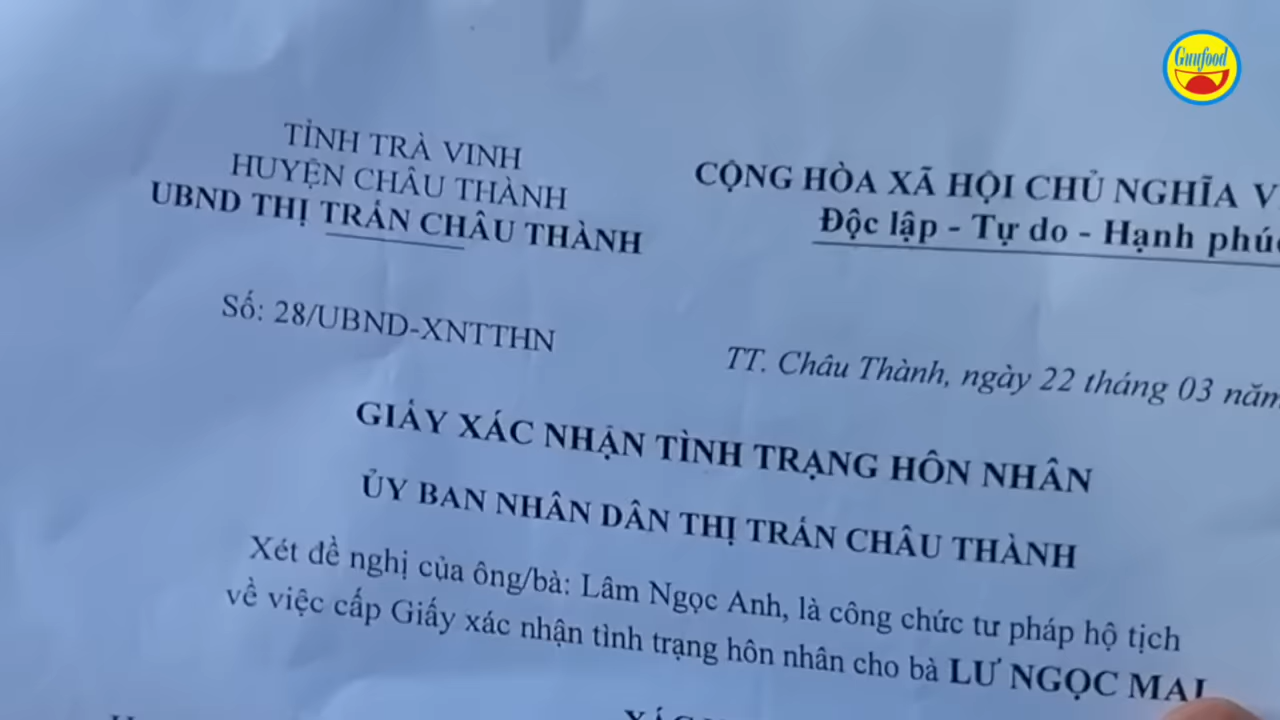 Gunfood
TỈNH TRÀ VINH
HUYỆN CHÂU THÀNH
UBND THỊ TRẤN CHÂU THÀNH
CỘNG HÒA XÃ HỘI CHỦ NGHĨA V
Độc lập - Tự do - Hạnh phúc
Số: 28/UBND-XNTTHN
TT. Châu Thành, ngày 22 tháng 03 năm
GIẤY XÁC NHẬN TÌNH TRẠNG HÔN NHÂN
ỦY BAN NHÂN DÂN THỊ TRẤN CHÂU THÀNH
Xét đề nghị của ông/bà: Lâm Ngọc Anh, là công chức tư pháp hộ tịch
về việc cấp Giấy xác nhận tình trạng hôn nhân cho bà LƯ NGỌC MAI